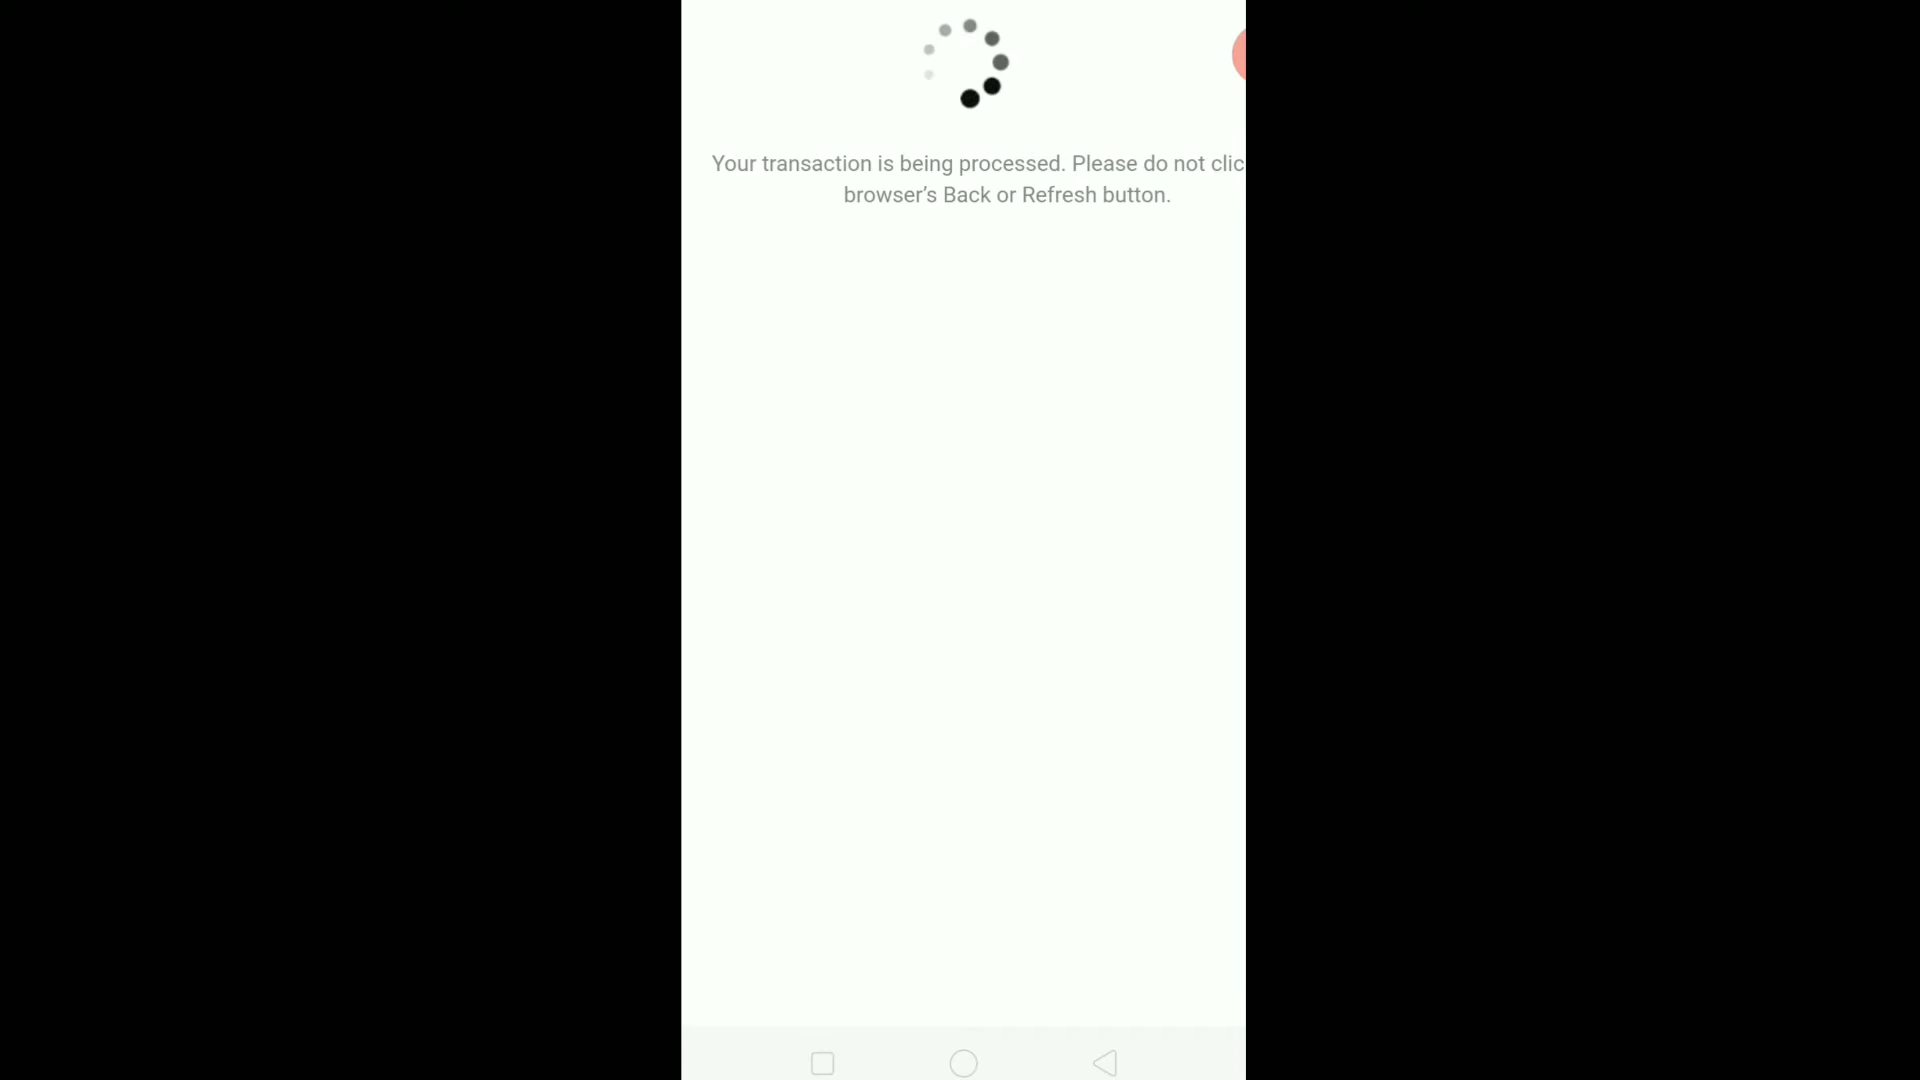 Your transaction is being processed. Please do not clic
browser’s Back or Refresh button.